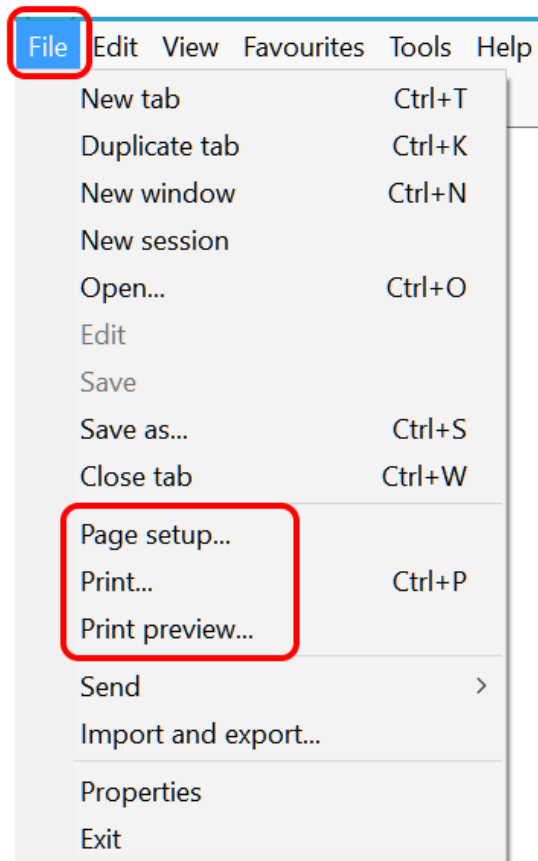 File Edit View Favourites Tools Help
New tab Ctrl+T
Duplicate tab Ctrl+K
New window Ctrl+N
New session
Open... Ctrl+O
Edit
Save
Save as... Ctrl+S
Close tab Ctrl+W
Page setup...
Print... Ctrl+P
Print preview...
Send >
Import and export...
Properties
Exit